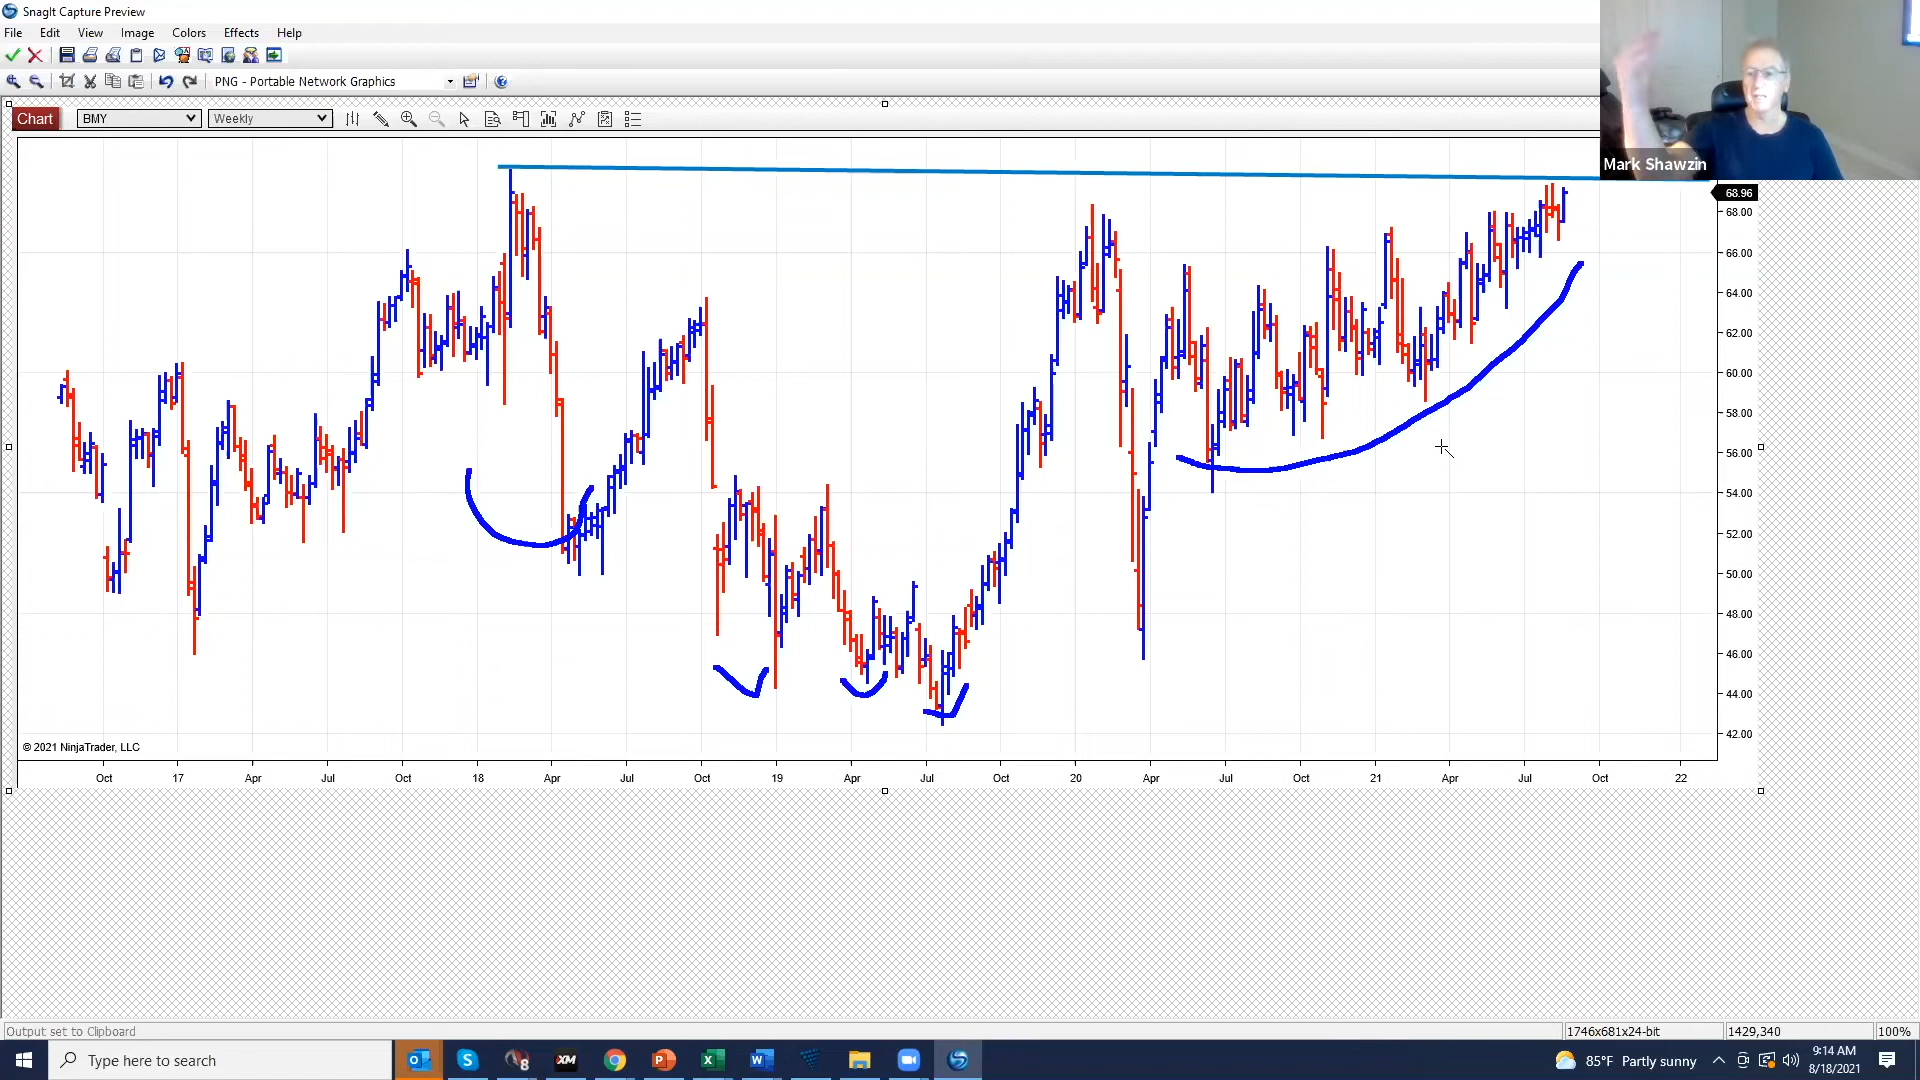 SnagIt Capture Preview
File Edit View Image Colors Effects Help
PNG - Portable Network Graphics
Chart BMY Weekly
Mark Shawzin
68.96
68.00
66.00
64.00
62.00
60.00
58.00
56.00
54.00
52.00
50.00
48.00
46.00
44.00
42.00
© 2021 NinjaTrader, LLC
Oct 17 Apr Jul Oct 18 Apr Jul Oct 19 Apr Jul Oct 20 Apr Jul Oct 21 Apr Jul Oct 22
Output set to Clipboard 1746x681x24-bit 1429,340 100%
Type here to search
XM
85°F Partly sunny
9:14 AM
8/18/2021